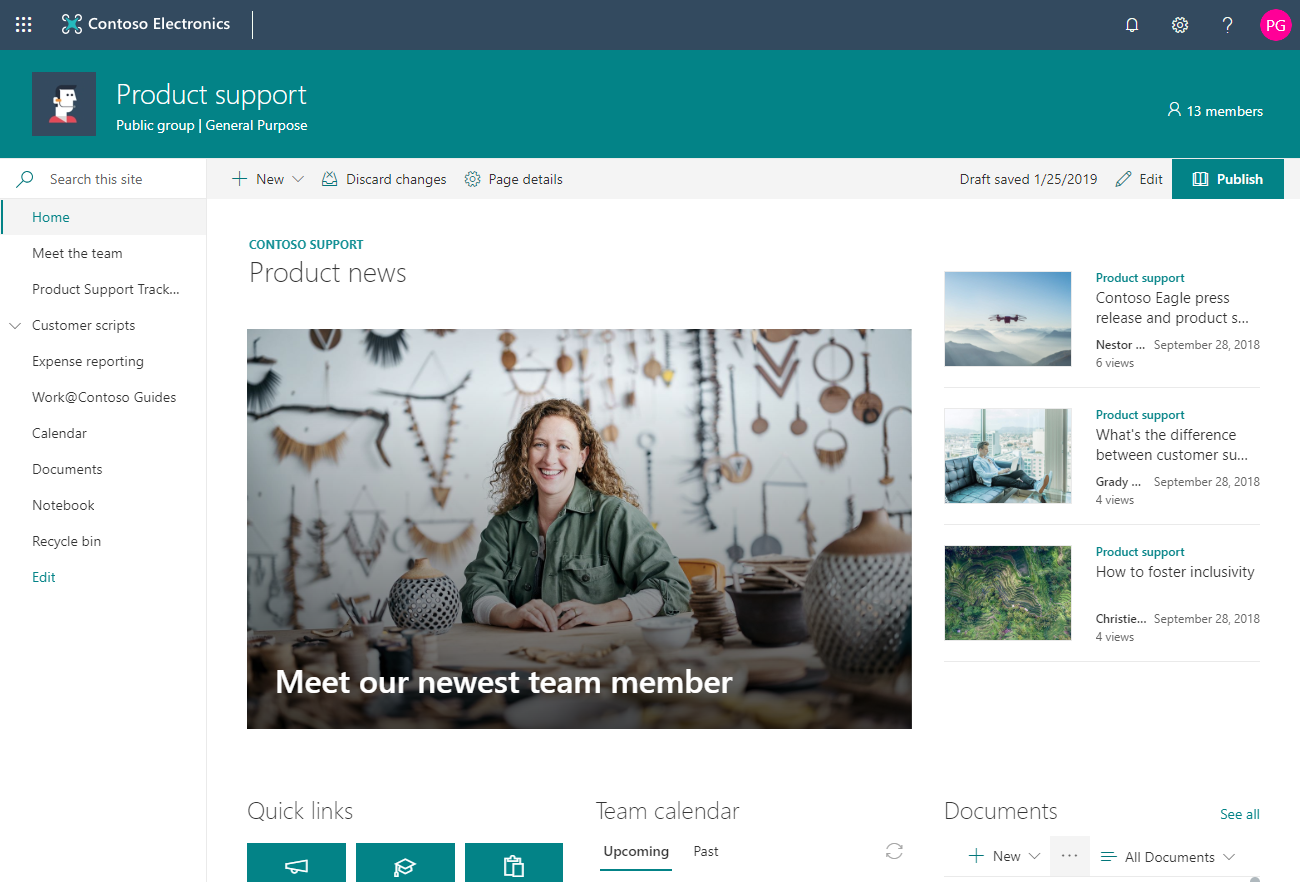 Contoso Electronics
PG
Product support
Public group | General Purpose
13 members
Search this site
New
Discard changes
Page details
Draft saved 1/25/2019
Edit
Publish
Home
Meet the team
Product Support Track...
Customer scripts
Expense reporting
Work@Contoso Guides
Calendar
Documents
Notebook
Recycle bin
Edit
CONTOSO SUPPORT
Product news
Meet our newest team member
Product support
Contoso Eagle press
release and product s...
Nestor ... September 28, 2018
6 views
Product support
What's the difference
between customer su...
Grady ... September 28, 2018
4 views
Product support
How to foster inclusivity
Christie... September 28, 2018
4 views
Quick links
Team calendar
Upcoming Past
Documents
See all
New
All Documents